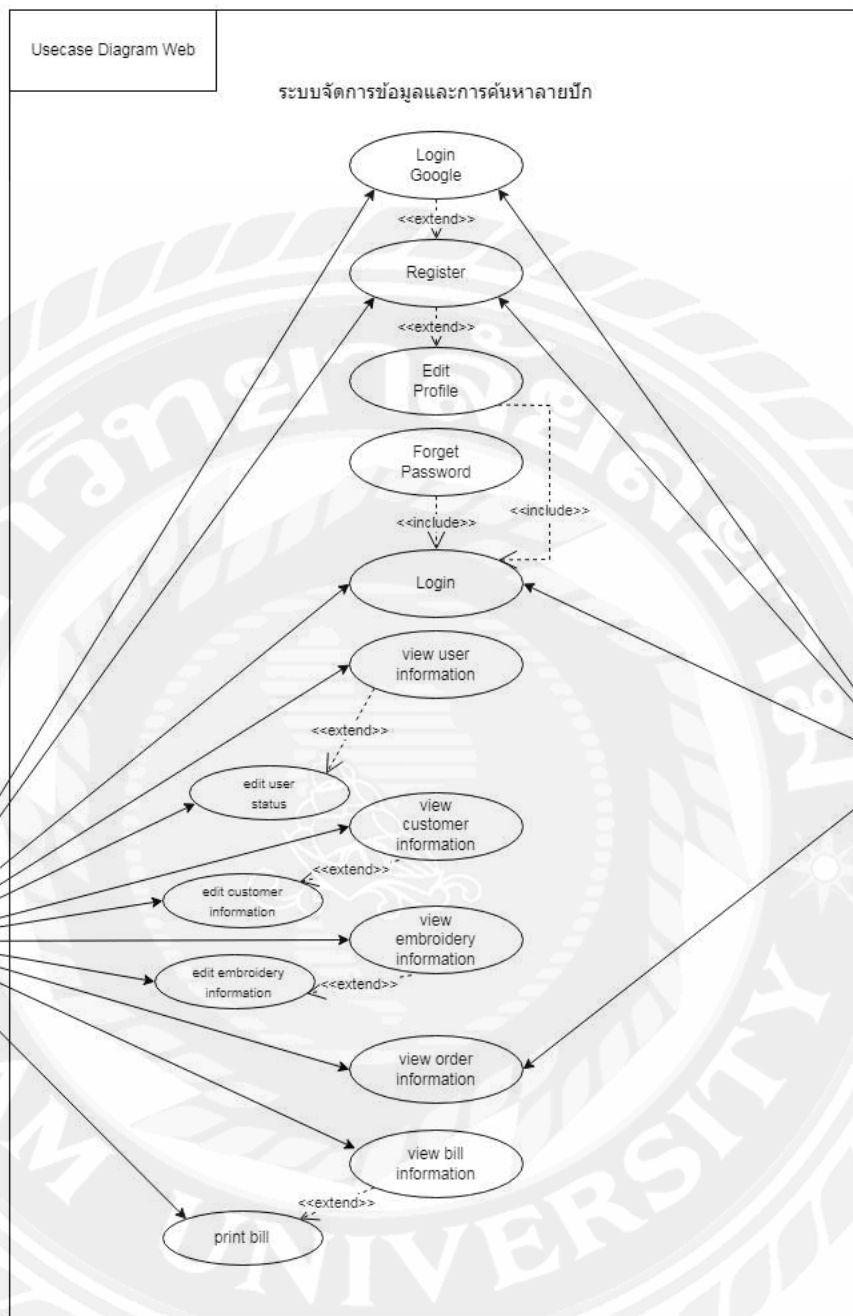 Usecase Diagram Web
ระบบจัดการข้อมูลและการค้นหาลายปัก
Login
Google
<<extend>>
Register
<<extend>>
Edit
Profile
Forget
Password
<<include>>
<<include>>
Login
view user
information
<<extend>>
edit user
status
view
customer
information
<<extend>>
edit customer
information
view
embroidery
information
<<extend>>
edit embroidery
information
view order
information
view bill
information
<<extend>>
print bill
UNIVERSITY